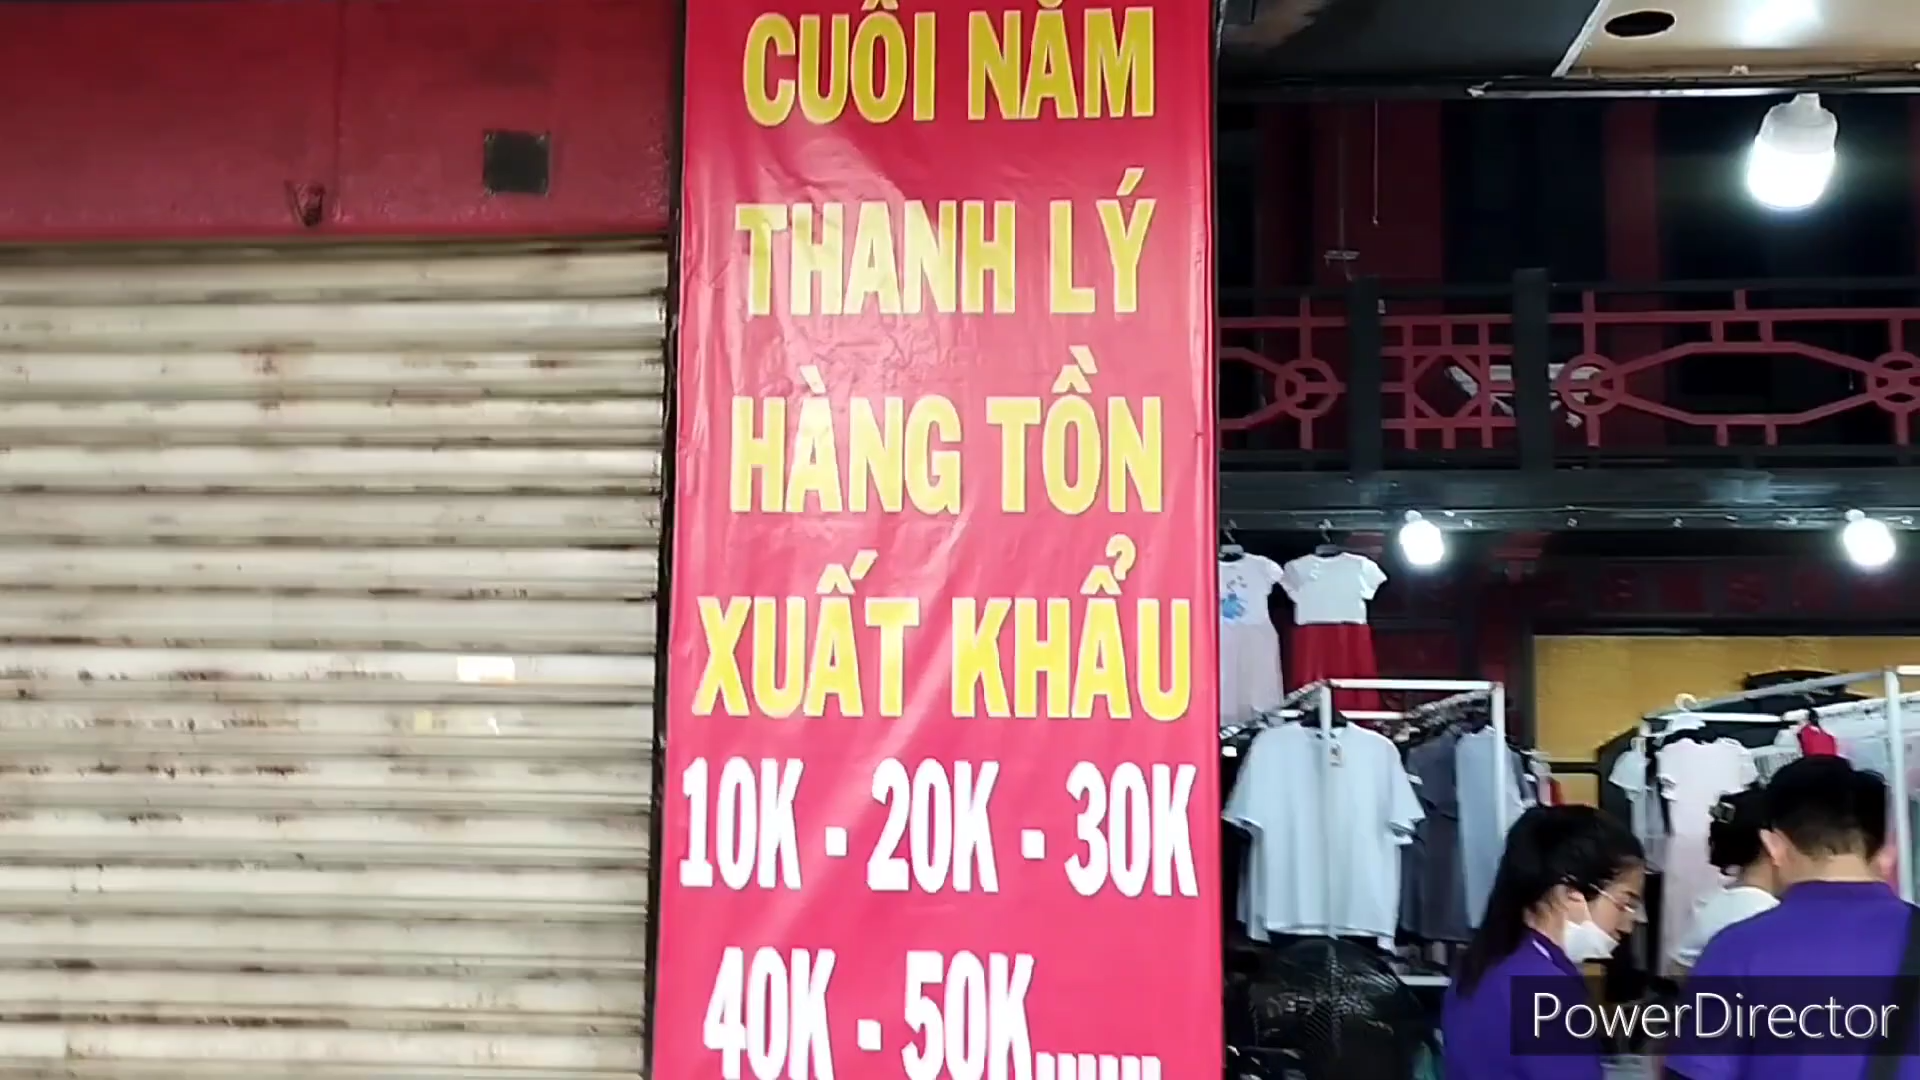 CUỐI NĂM
THANH LÝ
HÀNG TỒN
XUẤT KHẨU
10K - 20K - 30K
40K - 50K.......
PowerDirector